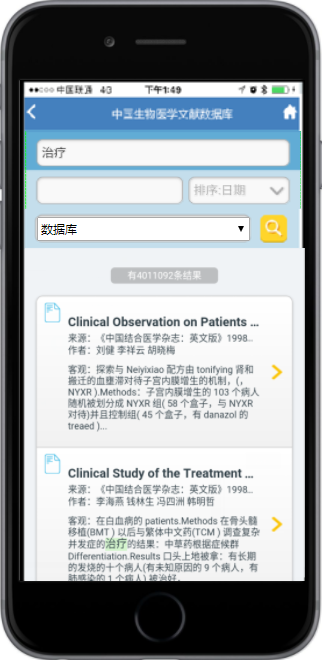 中国联通 4G 下午1:49
中国生物医学文献数据库
治疗
排序:日期
数据库
有4011092条结果
Clinical Observation on Patients ...
来源：《中国结合医学杂志：英文版》1998...
作者：刘健 李祥云 胡晓梅
客观：探索与 Neiyixiao 配方由 tonifying 肾和
搬迁的血壅滞对待子宫内膜增生的机制，(，
NYXR ).Methods：子宫内膜增生的 103 个病人
随机被划分成 NYXR 组( 58 个盒子，与 NYXR
对待)并且控制组( 45 个盒子，有 danazol 的
treaed )...
Clinical Study of the Treatment ...
来源：《中国结合医学杂志：英文版》1998...
作者：李海燕 钱林生 冯四洲 韩明哲
客观：在白血病的 patients.Methods 在骨头髓
移植(BMT ) 以后与繁体中文药(TCM ) 调查复杂
并发症的治疗的结果：中草药根据症候群
Differentiation.Results 口头上地被拿：有长期
的发烧的十个病人(有未知原因的 9 个病人，有
肺感染的 1 个病人) 被治好,